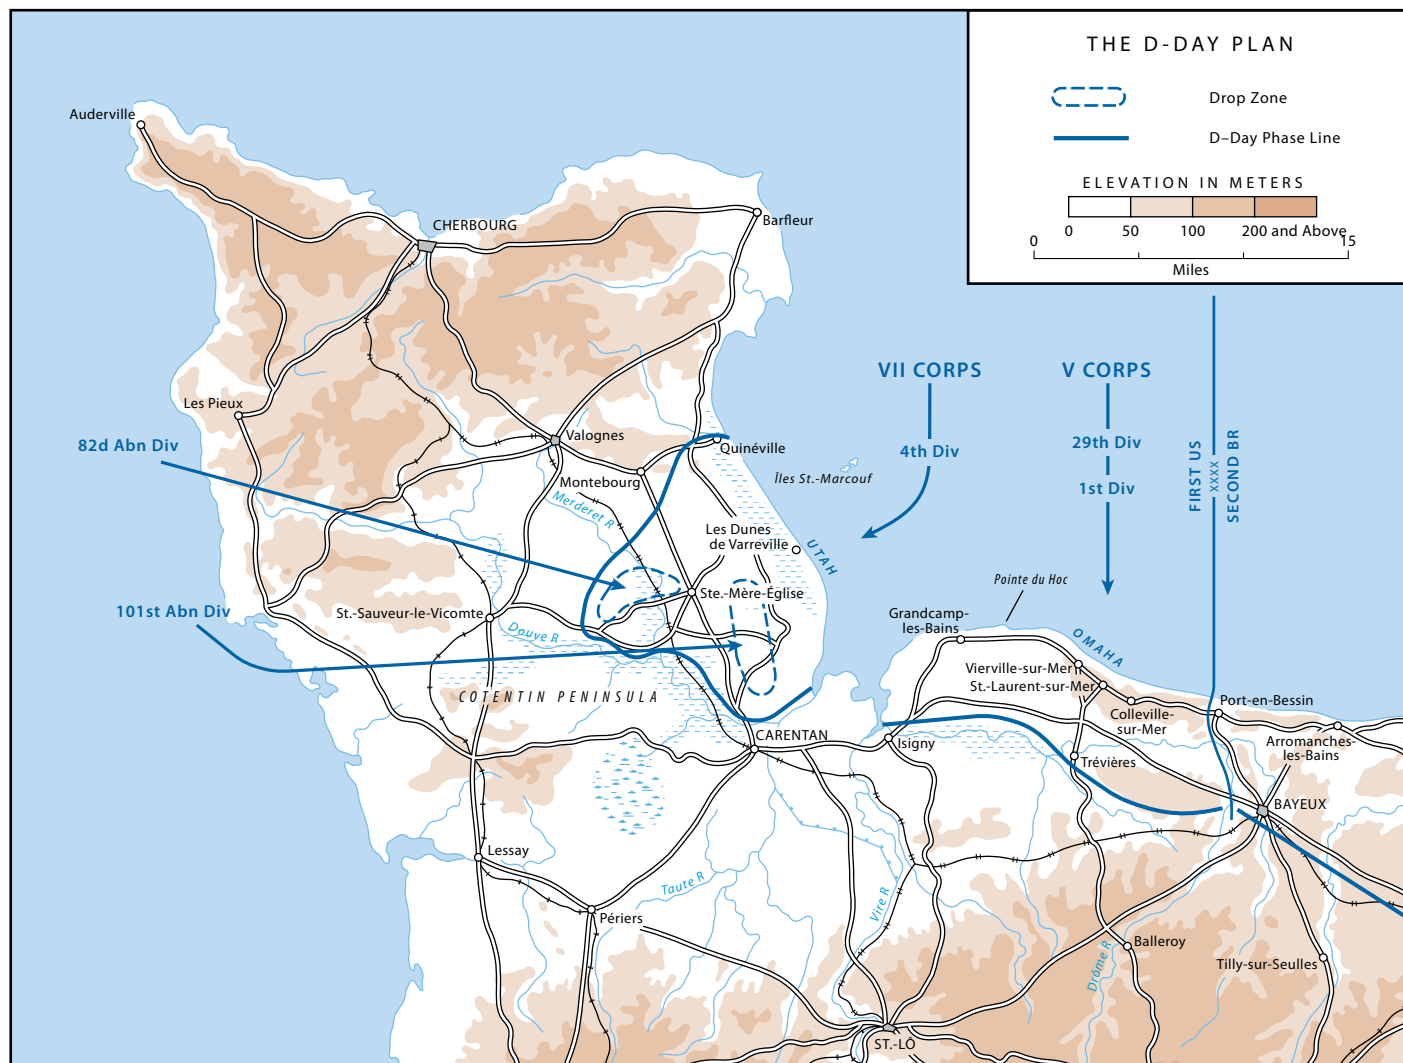 THE D-DAY PLAN
Drop Zone
D–Day Phase Line
ELEVATION IN METERS
0 50 100 200 and Above
0 15
Miles
Auderville
CHERBOURG
Barfleur
VII CORPS
V CORPS
Les Pieux
82d Abn Div
Valognes
Quinéville
4th Div
29th Div
1st Div
FIRST US
XXXX
SECOND BR
Montebourg
Îles St.-Marcouf
Merderet R
Les Dunes
de Varreville
UTAH
Pointe du Hoc
Ste.-Mère-Église
101st Abn Div
St.-Sauveur-le-Vicomte
Grandcamp-
les-Bains
Douve R
OMAHA
Vierville-sur-Mer
St.-Laurent-sur-Mer
COTENTIN PENINSULA
Port-en-Bessin
Colleville-
sur-Mer
CARENTAN
Isigny
Arromanches-
les-Bains
Trévières
BAYEUX
Lessay
Taute R
Vire R
Périers
Balleroy
Drôme R
Tilly-sur-Seulles
ST.-LÔ